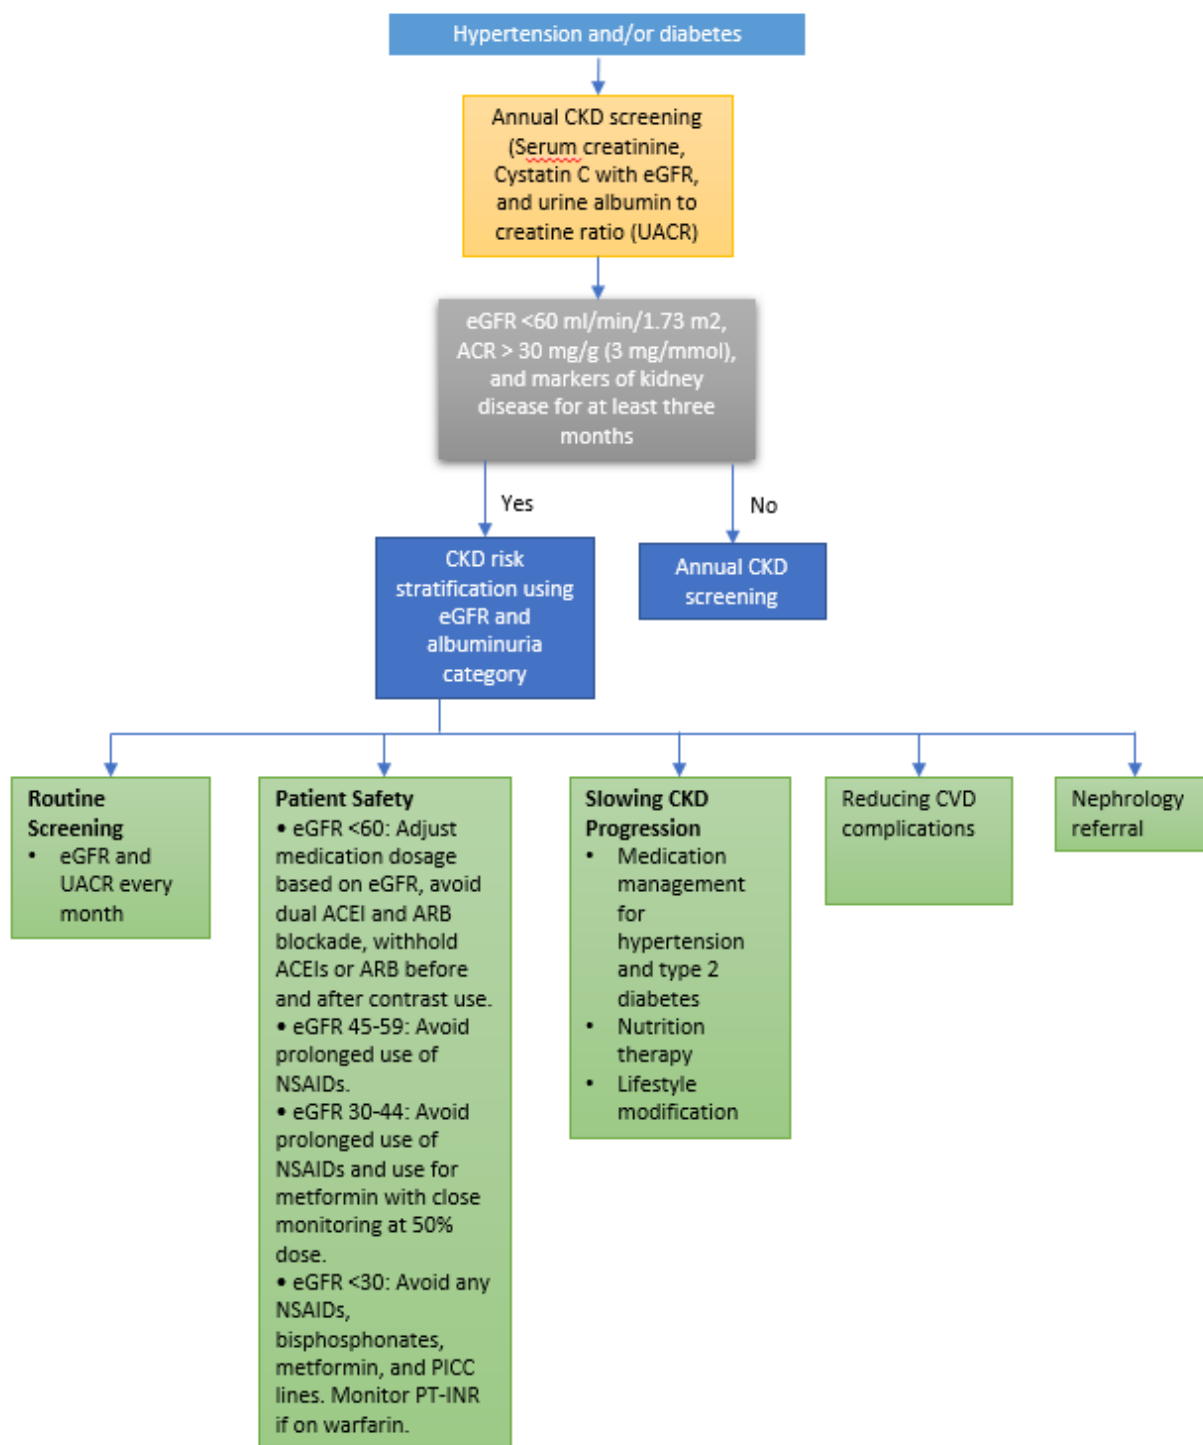 Hypertension and/or diabetes
Annual CKD screening
(Serum creatinine,
Cystatin C with eGFR,
and urine albumin to
creatine ratio (UACR)
eGFR <60 ml/min/1.73 m2,
ACR > 30 mg/g (3 mg/mmol),
and markers of kidney
disease for at least three
months
Yes
No
CKD risk
stratification using
eGFR and
albuminuria
category
Annual CKD
screening
Routine
Screening
• eGFR and
UACR every
month
Patient Safety
• eGFR <60: Adjust
medication dosage
based on eGFR, avoid
dual ACEI and ARB
blockade, withhold
ACEIs or ARB before
and after contrast use.
• eGFR 45-59: Avoid
prolonged use of
NSAIDs.
• eGFR 30-44: Avoid
prolonged use of
NSAIDs and use for
metformin with close
monitoring at 50%
dose.
• eGFR <30: Avoid any
NSAIDs,
bisphosphonates,
metformin, and PICC
lines. Monitor PT-INR
if on warfarin.
Slowing CKD
Progression
• Medication
management
for
hypertension
and type 2
diabetes
• Nutrition
therapy
• Lifestyle
modification
Reducing CVD
complications
Nephrology
referral